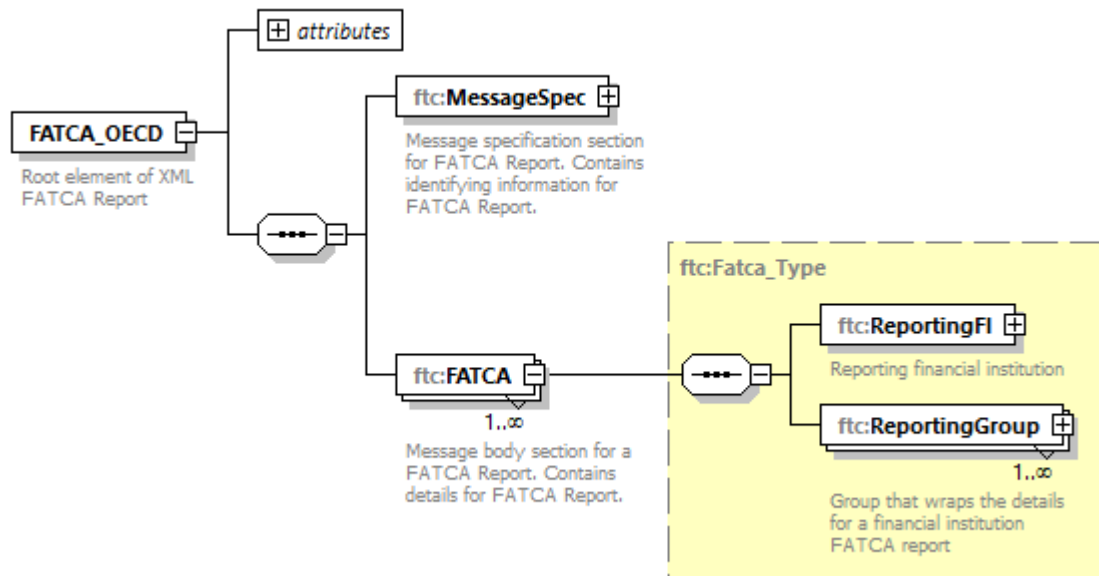 attributes
ftc:MessageSpec
FATCA_OECD
Message specification section
for FATCA Report. Contains
identifying information for
FATCA Report.
Root element of XML
FATCA Report
ftc:Fatca_Type
ftc:ReportingFI
Reporting financial institution
ftc:FATCA
1..∞
Message body section for a
FATCA Report. Contains
details for FATCA Report.
ftc:ReportingGroup
1..∞
Group that wraps the details
for a financial institution
FATCA report